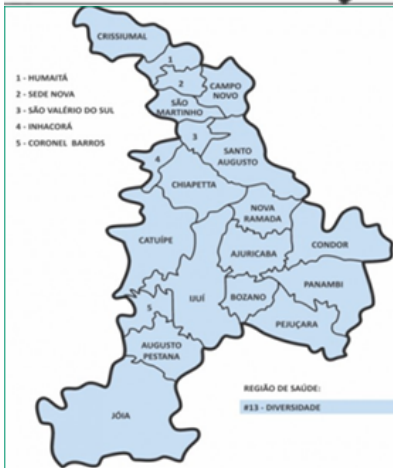 CRISSIUMAL
1
1 - HUMAITÁ
2 - SEDE NOVA
3 - SÃO VALÉRIO DO SUL
4 - INHACORÁ
5 - CORONEL BARROS
2
CAMPO
NOVO
SÃO
MARTINHO
3
SANTO
AUGUSTO
4
CHIAPETTA
NOVA
RAMADA
CATUÍPE
AJURICABA
CONDOR
PANAMBI
5
IJUÍ
BOZANO
PEJUÇARA
AUGUSTO
PESTANA
JÓIA
REGIÃO DE SAÚDE:
#13 - DIVERSIDADE